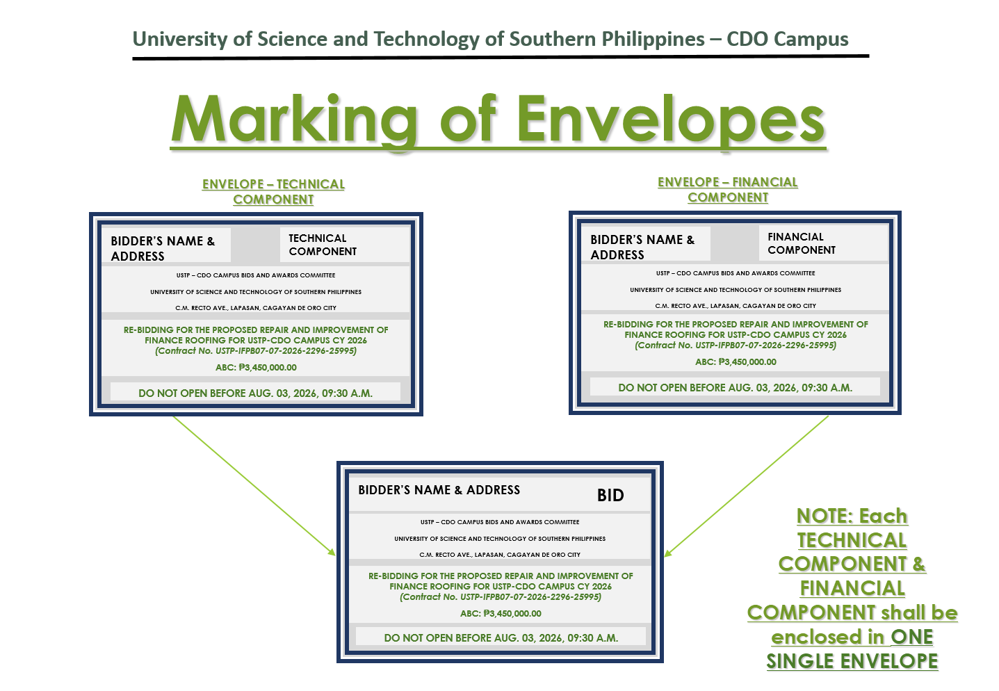 University of Science and Technology of Southern Philippines – CDO Campus
Marking of Envelopes
ENVELOPE – TECHNICAL
COMPONENT
BIDDER'S NAME &
ADDRESS
TECHNICAL
COMPONENT
USTP – CDO CAMPUS BIDS AND AWARDS COMMITTEE
UNIVERSITY OF SCIENCE AND TECHNOLOGY OF SOUTHERN PHILIPPINES
C.M. RECTO AVE., LAPASAN, CAGAYAN DE ORO CITY
RE-BIDDING FOR THE PROPOSED REPAIR AND IMPROVEMENT OF
FINANCE ROOFING FOR USTP-CDO CAMPUS CY 2026
(Contract No. USTP-IFPB07-07-2026-2296-25995)
ABC: ₱3,450,000.00
DO NOT OPEN BEFORE AUG. 03, 2026, 09:30 A.M.
ENVELOPE – FINANCIAL
COMPONENT
BIDDER'S NAME &
ADDRESS
FINANCIAL
COMPONENT
USTP – CDO CAMPUS BIDS AND AWARDS COMMITTEE
UNIVERSITY OF SCIENCE AND TECHNOLOGY OF SOUTHERN PHILIPPINES
C.M. RECTO AVE., LAPASAN, CAGAYAN DE ORO CITY
RE-BIDDING FOR THE PROPOSED REPAIR AND IMPROVEMENT OF
FINANCE ROOFING FOR USTP-CDO CAMPUS CY 2026
(Contract No. USTP-IFPB07-07-2026-2296-25995)
ABC: ₱3,450,000.00
DO NOT OPEN BEFORE AUG. 03, 2026, 09:30 A.M.
BIDDER'S NAME & ADDRESS
BID
USTP – CDO CAMPUS BIDS AND AWARDS COMMITTEE
UNIVERSITY OF SCIENCE AND TECHNOLOGY OF SOUTHERN PHILIPPINES
C.M. RECTO AVE., LAPASAN, CAGAYAN DE ORO CITY
RE-BIDDING FOR THE PROPOSED REPAIR AND IMPROVEMENT OF
FINANCE ROOFING FOR USTP-CDO CAMPUS CY 2026
(Contract No. USTP-IFPB07-07-2026-2296-25995)
ABC: ₱3,450,000.00
DO NOT OPEN BEFORE AUG. 03, 2026, 09:30 A.M.
NOTE: Each
TECHNICAL
COMPONENT &
FINANCIAL
COMPONENT shall be
enclosed in ONE
SINGLE ENVELOPE